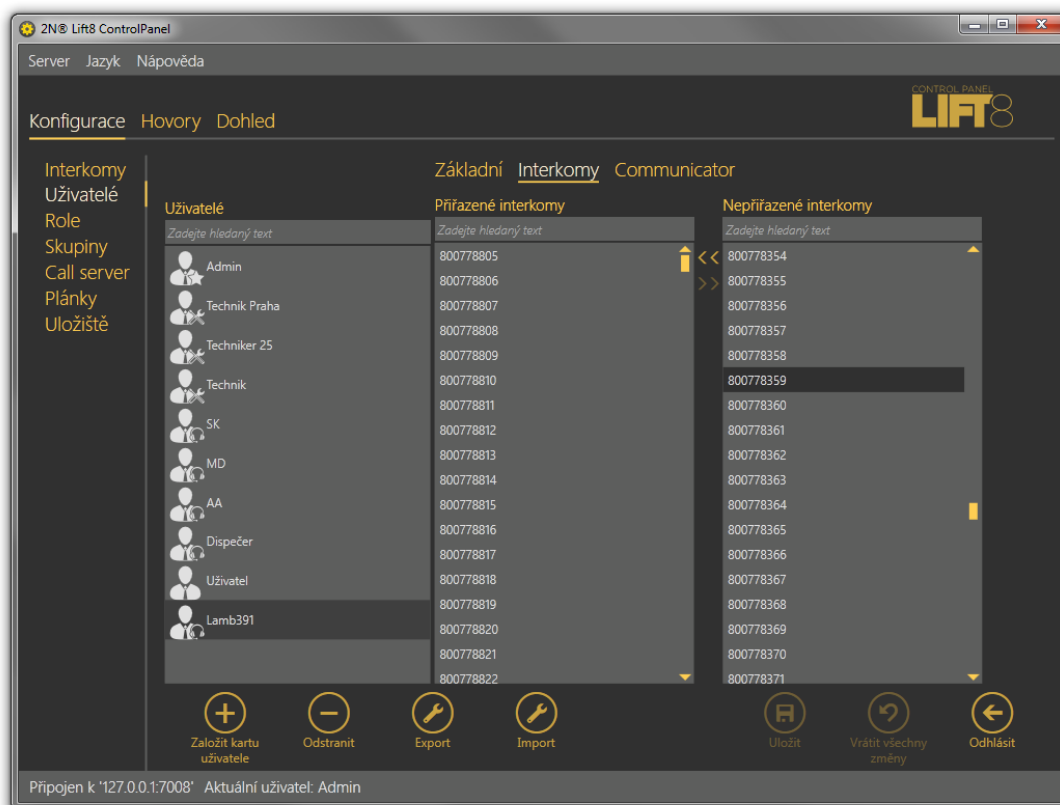 2N® Lift8 ControlPanel
Server Jazyk Nápověda
CONTROL PANEL
LIFT8
Konfigurace Hovory Dohled
Interkomy
Uživatelé
Role
Skupiny
Call server
Plánky
Uložiště
Základní Interkomy Communicator
Uživatelé
Zadejte hledaný text
Admin
Technik Praha
Techniker 25
Technik
SK
MD
AA
Dispečer
Uživatel
Lamb391
Přiřazené interkomy
Zadejte hledaný text
800778805
800778806
800778807
800778808
800778809
800778810
800778811
800778812
800778813
800778814
800778815
800778816
800778817
800778818
800778819
800778820
800778821
800778822
<<
>>
Nepřiřazené interkomy
Zadejte hledaný text
800778354
800778355
800778356
800778357
800778358
800778359
800778360
800778361
800778362
800778363
800778364
800778365
800778366
800778367
800778368
800778369
800778370
800778371
Založit kartu
uživatele
Odstranit
Export
Import
Uložit
Vrátit všechny
změny
Odhlásit
Připojen k '127.0.0.1:7008' Aktuální uživatel: Admin